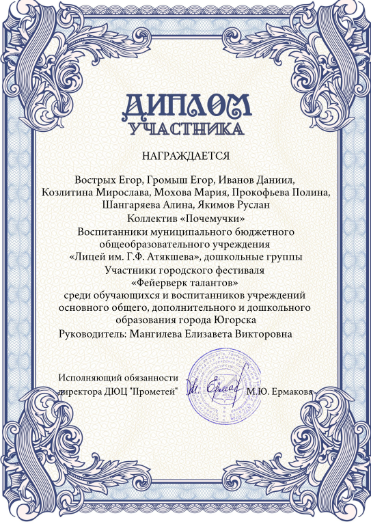 ДИПЛОМ
УЧАСТНИКА
НАГРАЖДАЕТСЯ
Вострых Егор, Громыш Егор, Иванов Даниил,
Козлитина Мирослава, Мохова Мария, Прокофьева Полина,
Шангаряева Алина, Якимов Руслан
Коллектив «Почемучки»
Воспитанники муниципального бюджетного
общеобразовательного учреждения
«Лицей им. Г.Ф. Атякшева», дошкольные группы
Участники городского фестиваля
«Фейерверк талантов»
среди обучающихся и воспитанников учреждений
основного общего, дополнительного и дошкольного
образования города Югорска
Руководитель: Мангилева Елизавета Викторовна
Исполняющий обязанности
директора ДЮЦ "Прометей" М.Ю. Ермакова